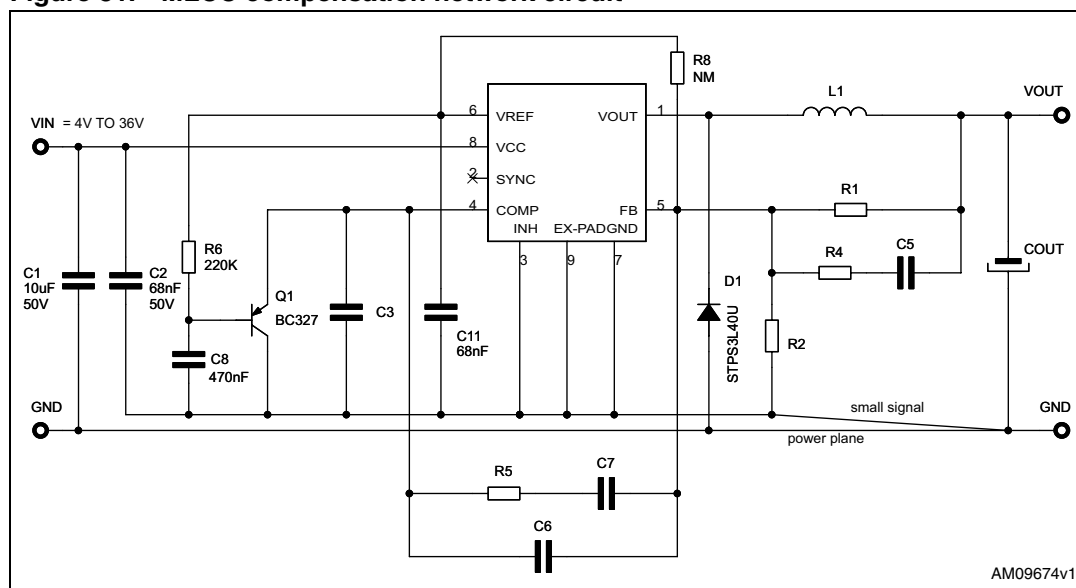 R8
NM
L1
VOUT
VIN = 4V TO 36V
6
VREF
VOUT
1
8
VCC
2
SYNC
4
COMP
FB
5
INH
EX-PADGND
3
9
7
R1
R4
C5
COUT
R6
220K
C1
10uF
50V
C2
68nF
50V
Q1
BC327
C3
C11
68nF
D1
STPS3L40U
R2
C8
470nF
GND
small signal
GND
power plane
R5
C7
C6
AM09674v1